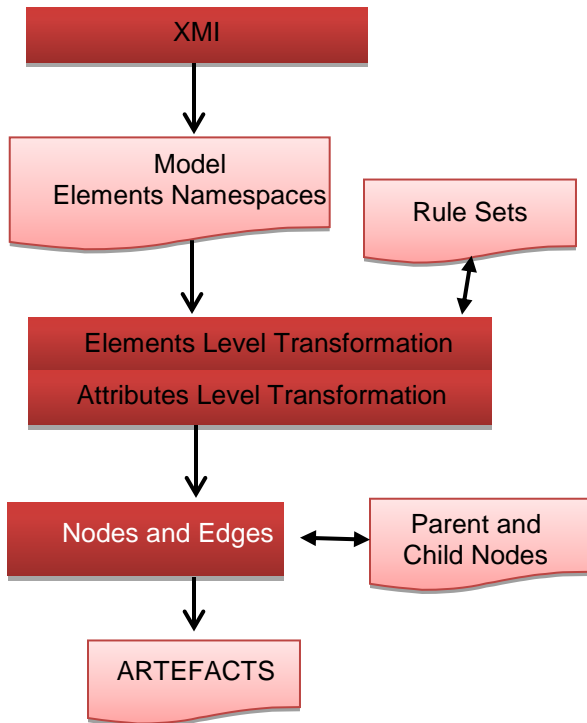 XMI
Model
Elements Namespaces
Rule Sets
Elements Level Transformation
Attributes Level Transformation
Nodes and Edges
Parent and
Child Nodes
ARTEFACTS